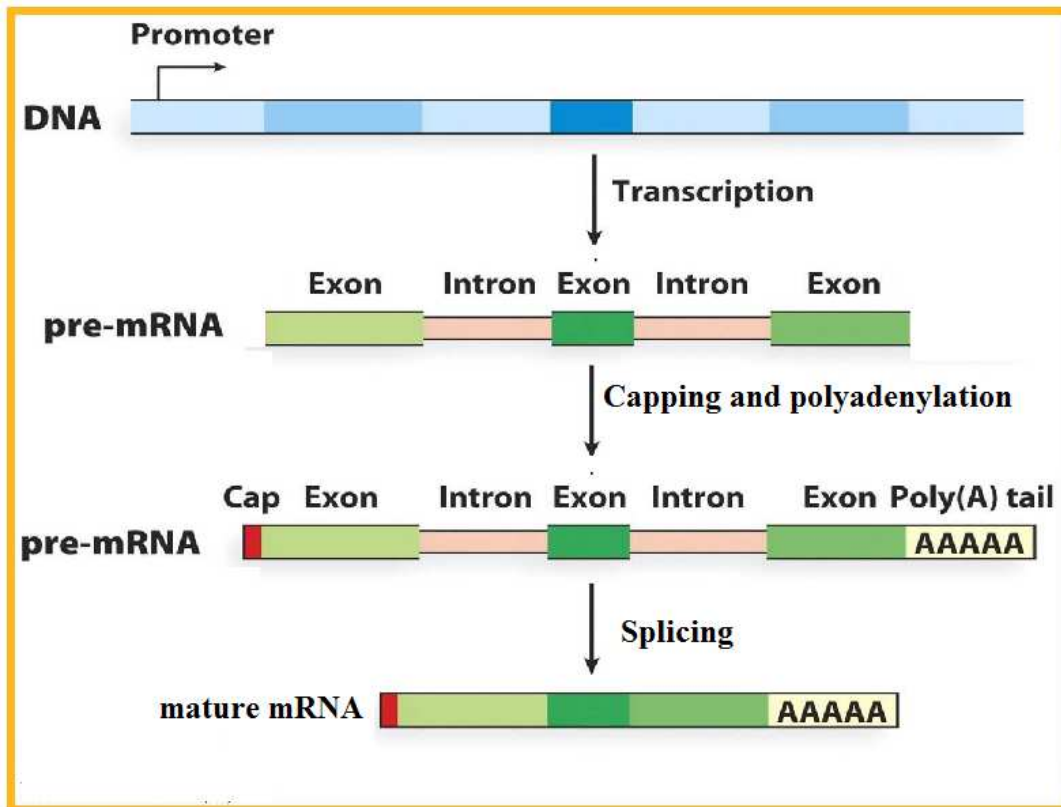 Promoter
DNA
Transcription
Exon Intron Exon Intron Exon
pre-mRNA
Capping and polyadenylation
Cap Exon Intron Exon Intron Exon Poly(A) tail
pre-mRNA AAAAA
Splicing
mature mRNA AAAAA